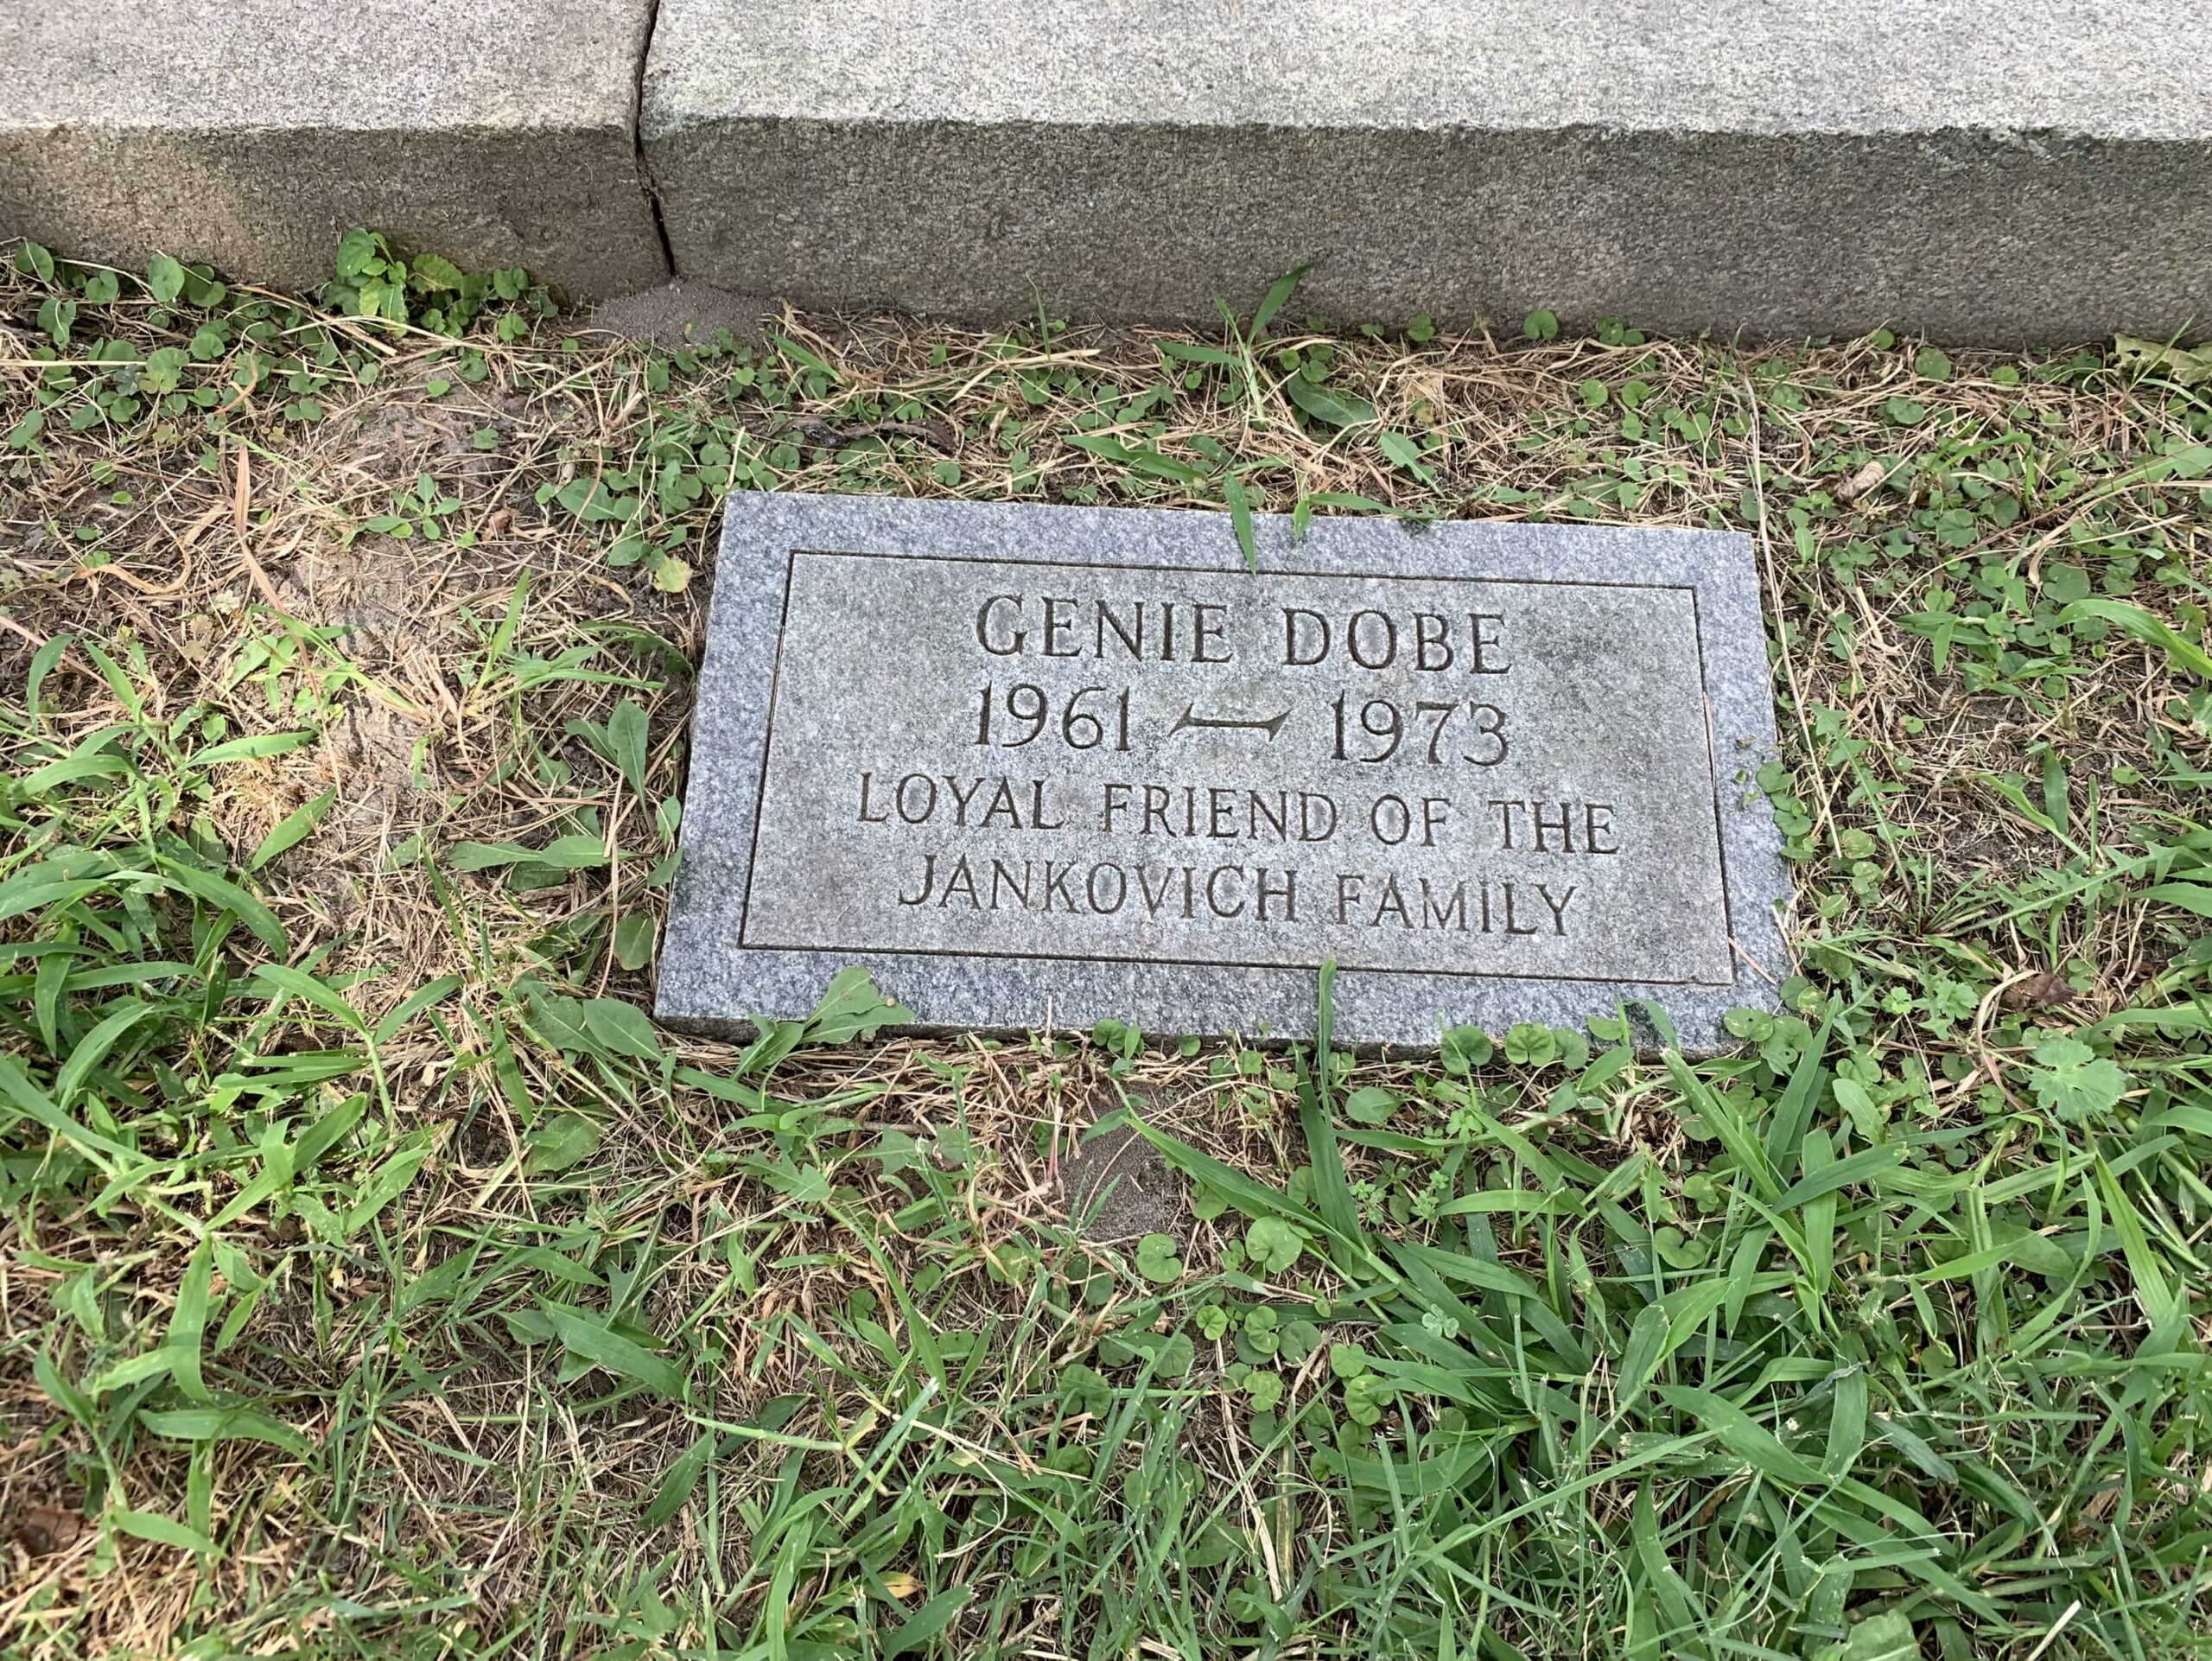 GENIE DOBE
1961 — 1973
LOYAL FRIEND OF THE
JANKOVICH FAMILY